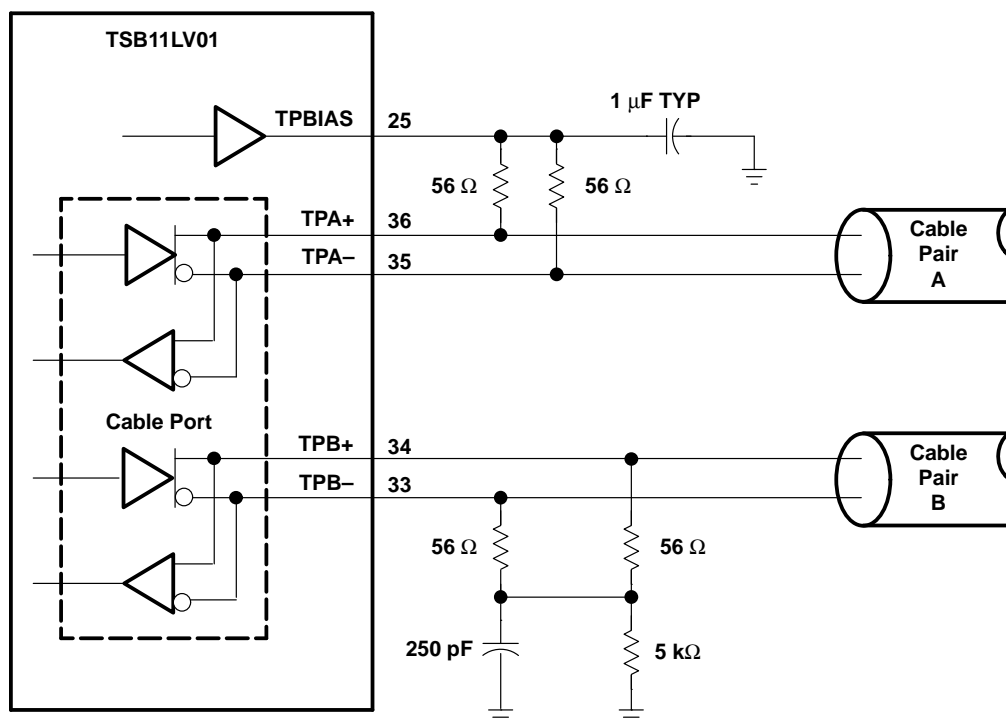 TSB11LV01
1 μF TYP
TPBIAS 25
56 Ω 56 Ω
TPA+ 36
TPA– 35
Cable
Pair
A
Cable Port
TPB+ 34
TPB– 33
Cable
Pair
B
56 Ω 56 Ω
250 pF 5 kΩ